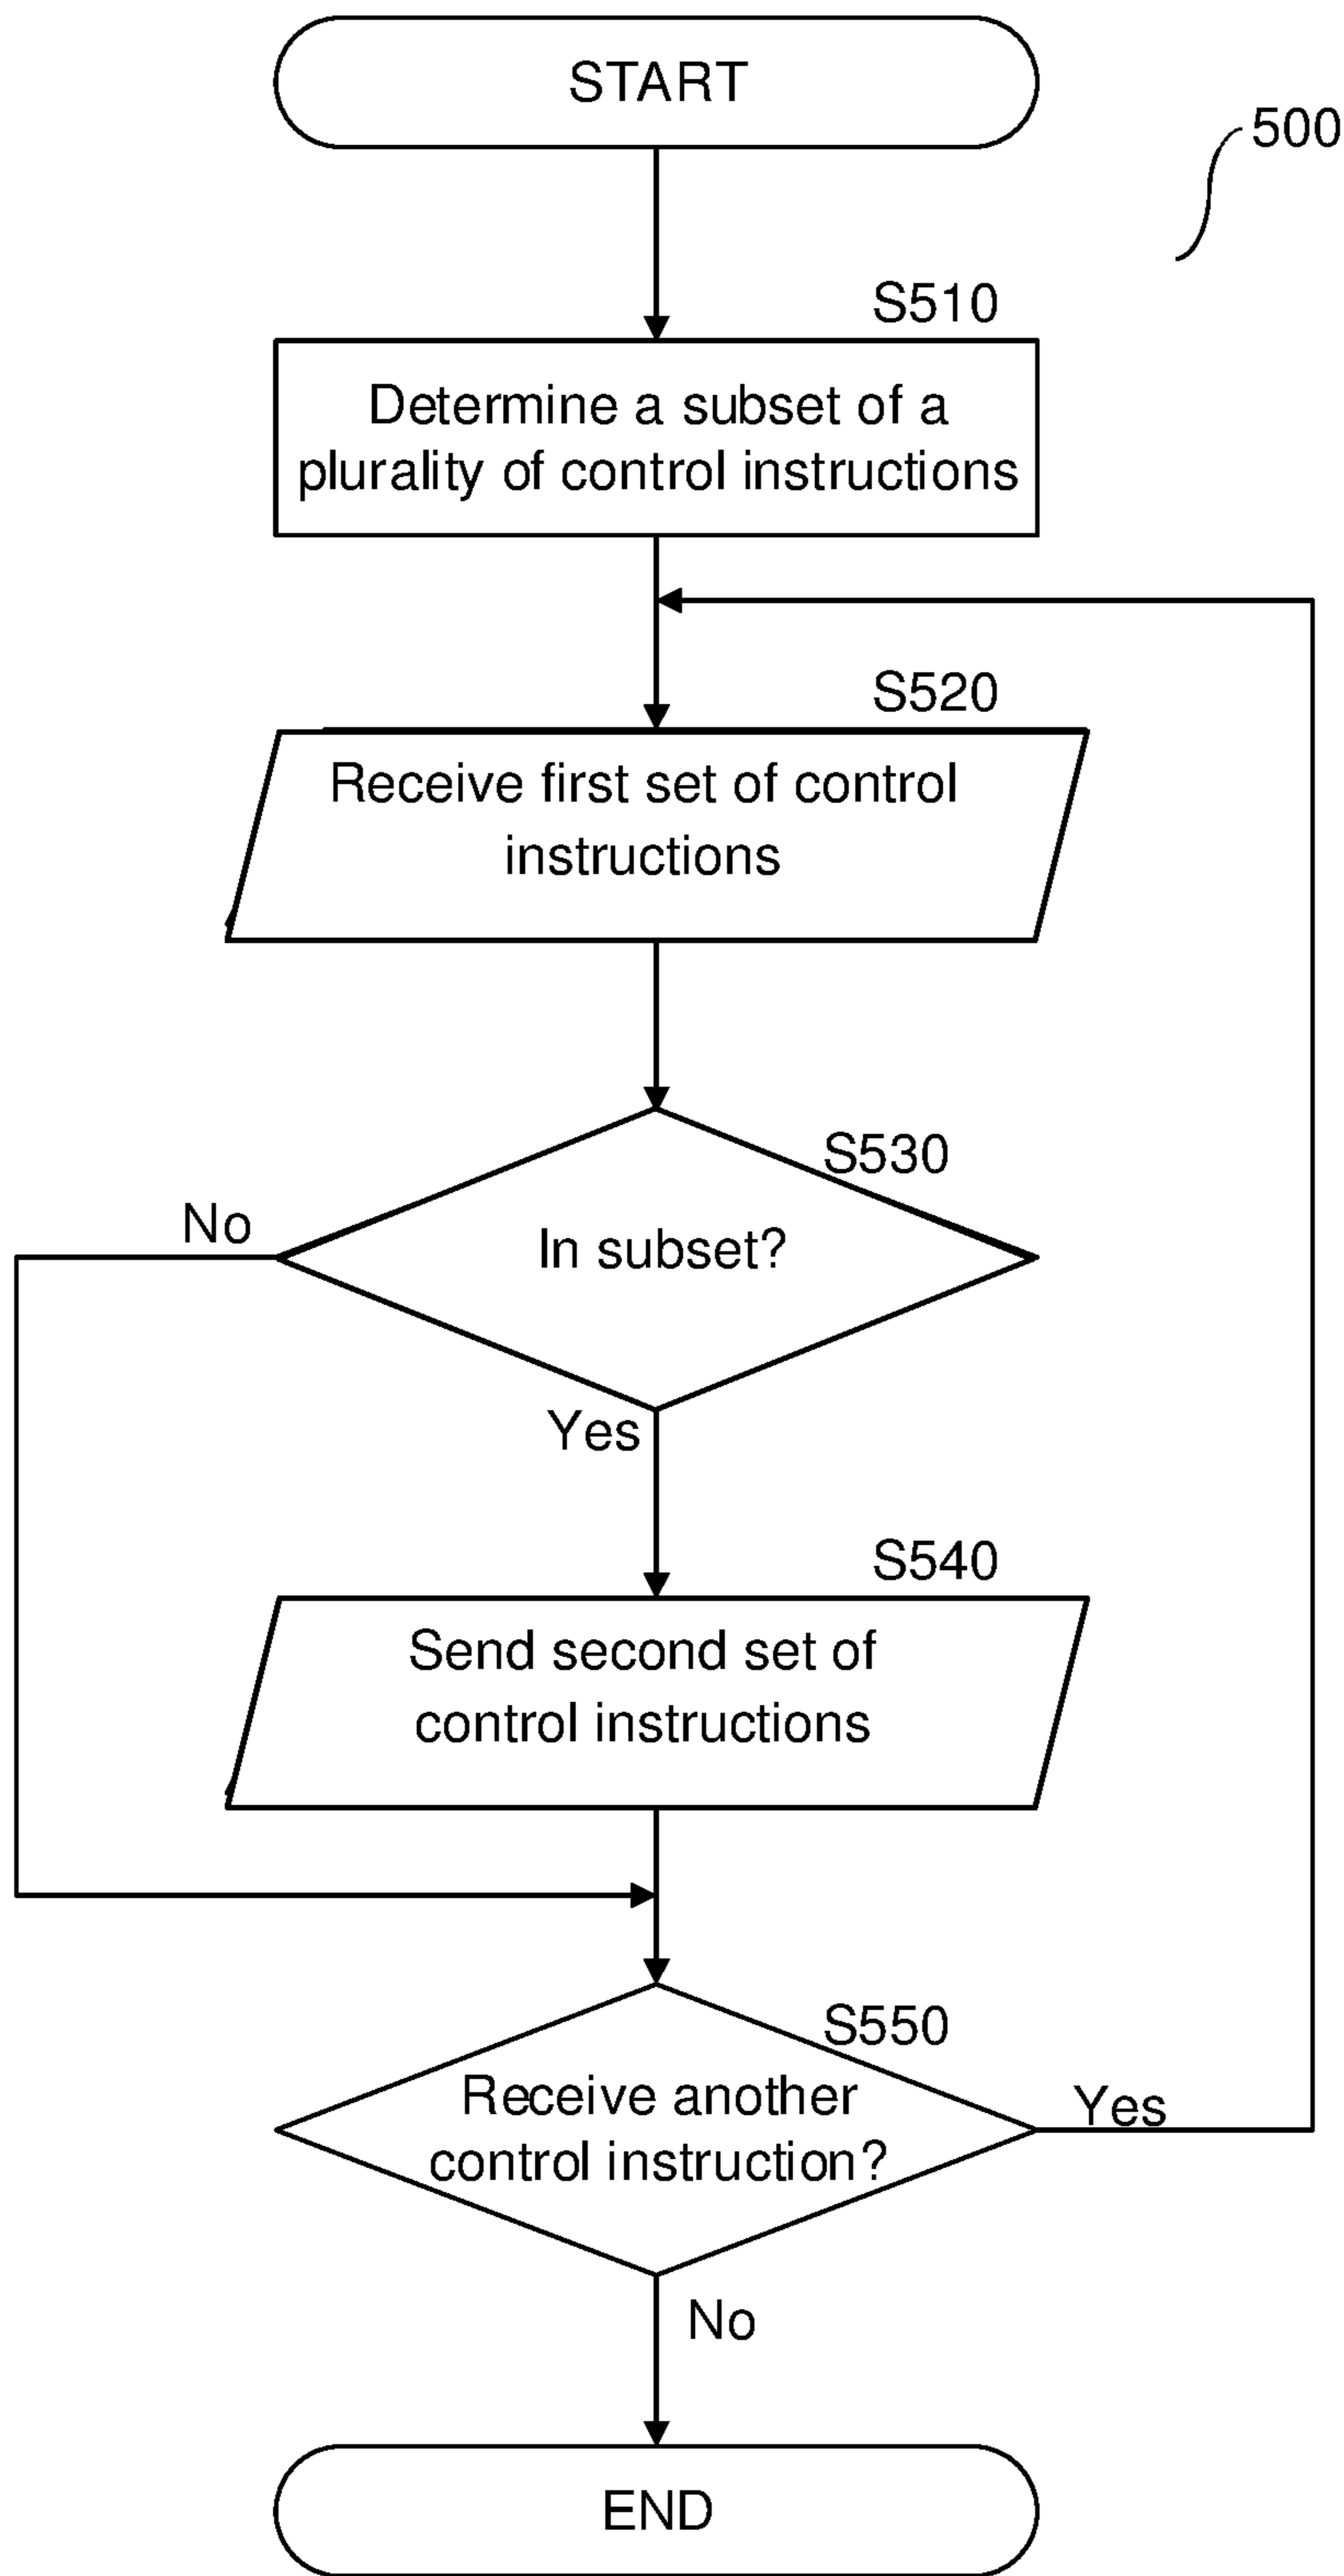 START
500
S510
Determine a subset of a
plurality of control instructions
S520
Receive first set of control
instructions
S530
No
In subset?
Yes
S540
Send second set of
control instructions
S550
Receive another
control instruction?
Yes
No
END